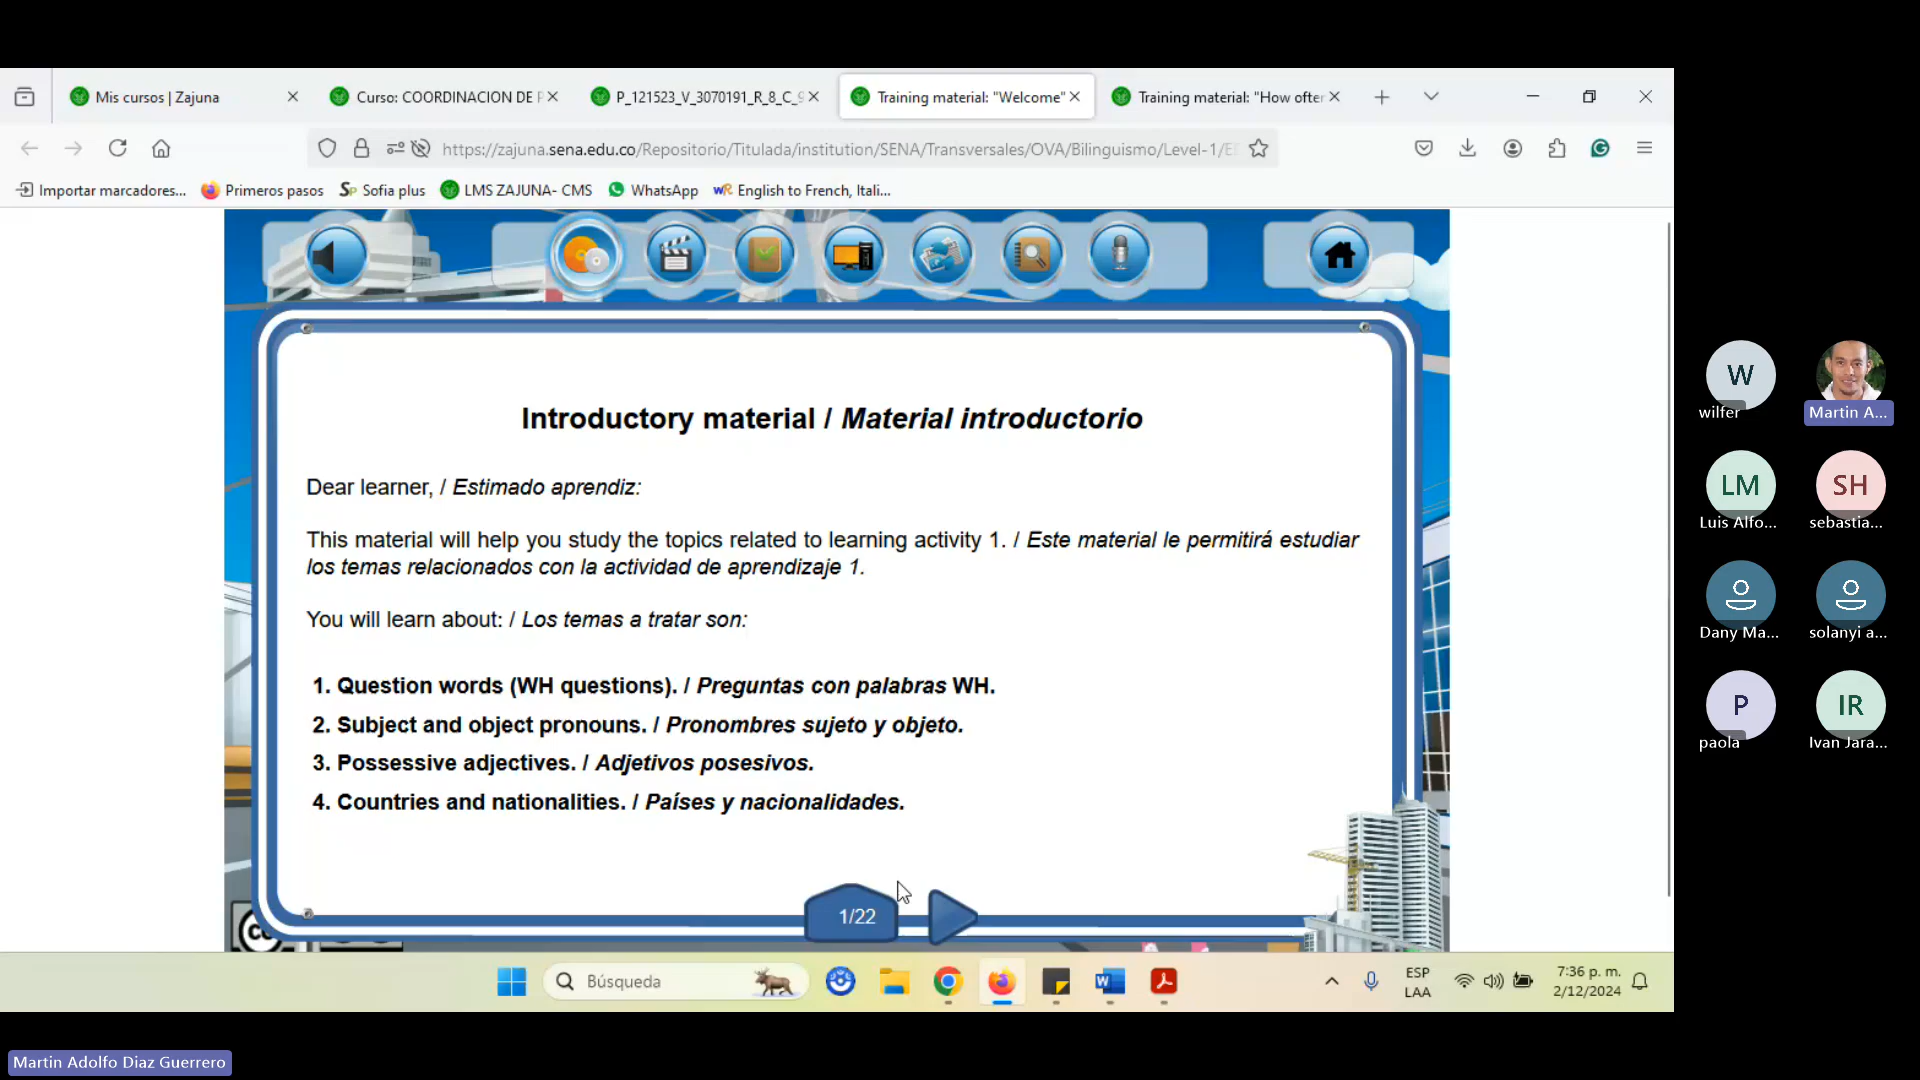 Mis cursos | Zajuna
Curso: COORDINACION DE P
P_121523_V_3070191_R_8_C_9
Training material: "Welcome"
Training material: "How ofter
https://zajuna.sena.edu.co/Repositorio/Titulada/institution/SENA/Transversales/OVA/Bilinguismo/Level-1/E
Importar marcadores...
Primeros pasos
Sofia plus
LMS ZAJUNA- CMS
WhatsApp
English to French, Itali...
Introductory material / Material introductorio
Dear learner, / Estimado aprendiz:
This material will help you study the topics related to learning activity 1. / Este material le permitirá estudiar
los temas relacionados con la actividad de aprendizaje 1.
You will learn about: / Los temas a tratar son:
1. Question words (WH questions). / Preguntas con palabras WH.
2. Subject and object pronouns. / Pronombres sujeto y objeto.
3. Possessive adjectives. / Adjetivos posesivos.
4. Countries and nationalities. / Países y nacionalidades.
1/22
W
wilfer
Martin A...
LM
Luis Alfo...
SH
sebastia...
Dany Ma...
solanyi a...
P
paola
IR
Ivan Jara...
Búsqueda
ESP
LAA
7:36 p. m.
2/12/2024
Martin Adolfo Diaz Guerrero